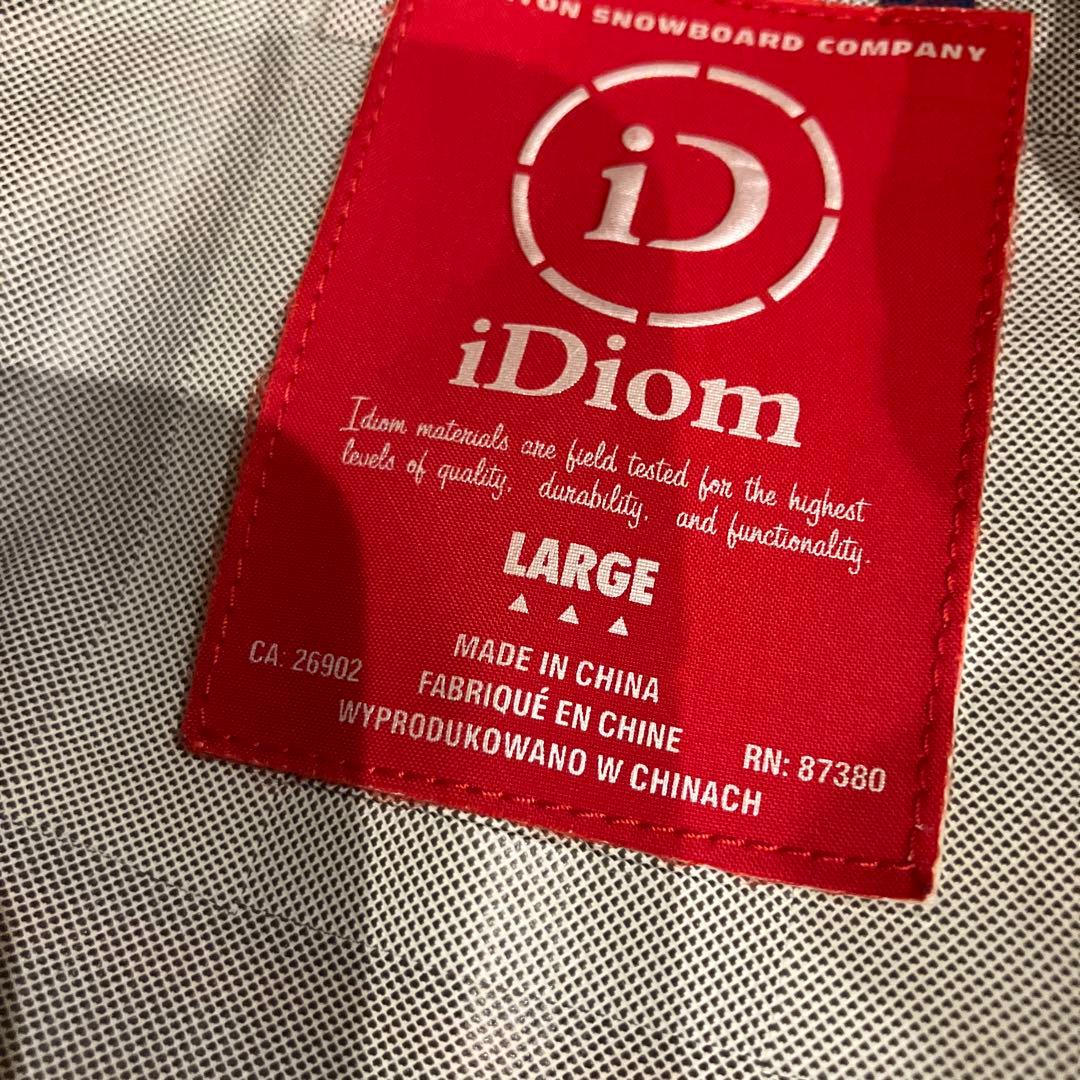 SNOWBOARD COMPANY
iD
iDiom
Idiom materials are field tested for the highest
levels of quality, durability, and functionality.
LARGE
MADE IN CHINA
CA: 26902
FABRIQUÉ EN CHINE
WYPRODUKOWANO W CHINACH
RN: 87380